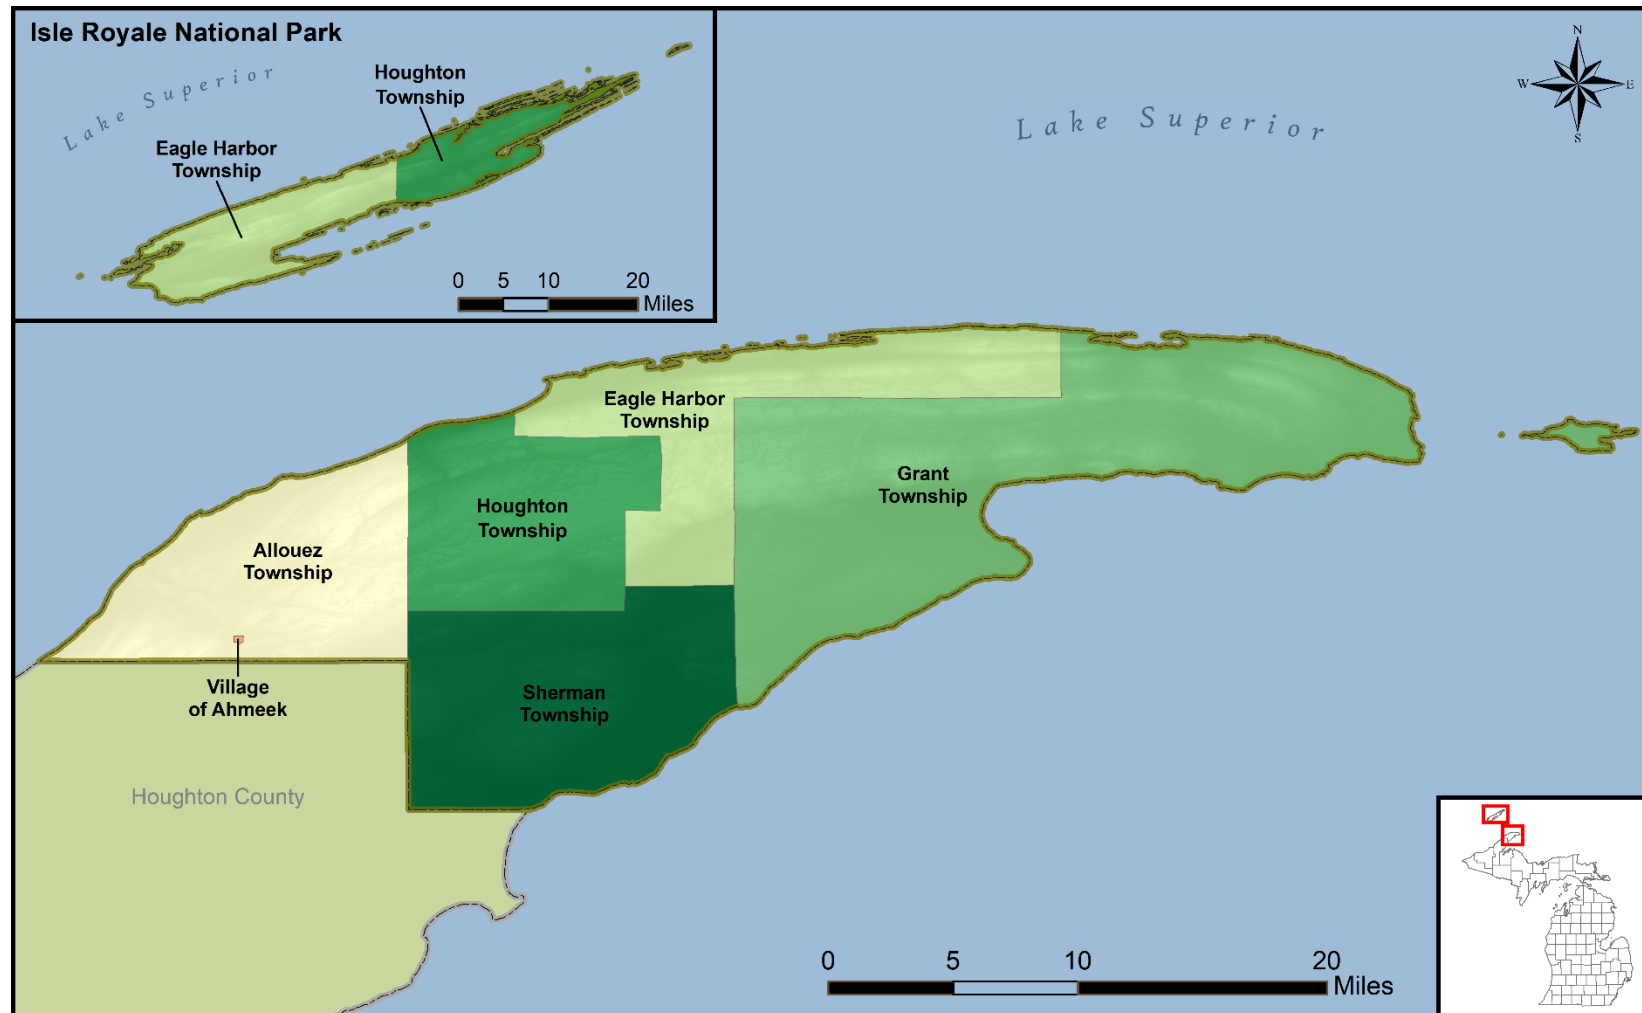 Isle Royale National Park
Lake Superior
Houghton
Township
Eagle Harbor
Township
0 5 10 20
Miles
Lake Superior
N
W E
S
Eagle Harbor
Township
Grant
Township
Houghton
Township
Allouez
Township
Village
of Ahmeek
Sherman
Township
Houghton County
0 5 10 20
Miles